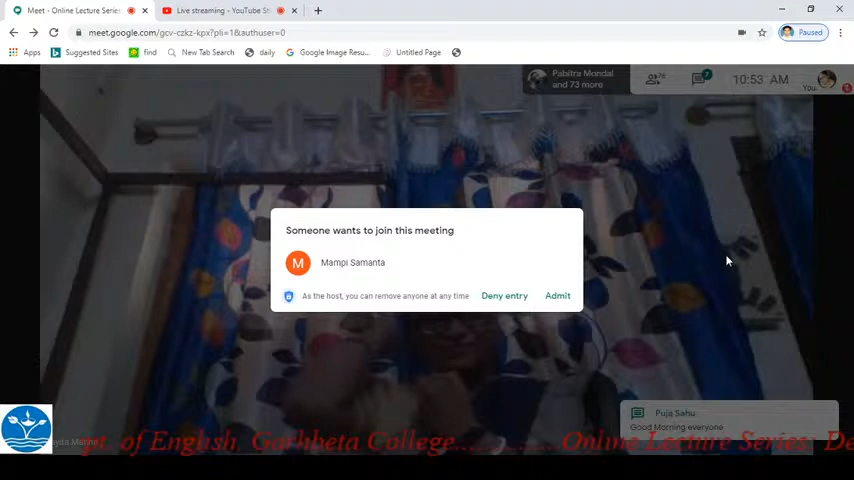 Meet - Online Lecture Series
Live streaming - YouTube St
meet.google.com/gcv-czkz-kpx?pli=1&authuser=0
Paused
Apps
Suggested Sites
find
New Tab Search
daily
Google Image Resu...
Untitled Page
Pabitra Mondal
and 73 more
76
7
10:53 AM
You
Someone wants to join this meeting
M
Mampi Samanta
As the host, you can remove anyone at any time
Deny entry
Admit
Puja Sahu
Good Morning everyone
pt. of English, Garhbeta College..............Online Lecture Series: De